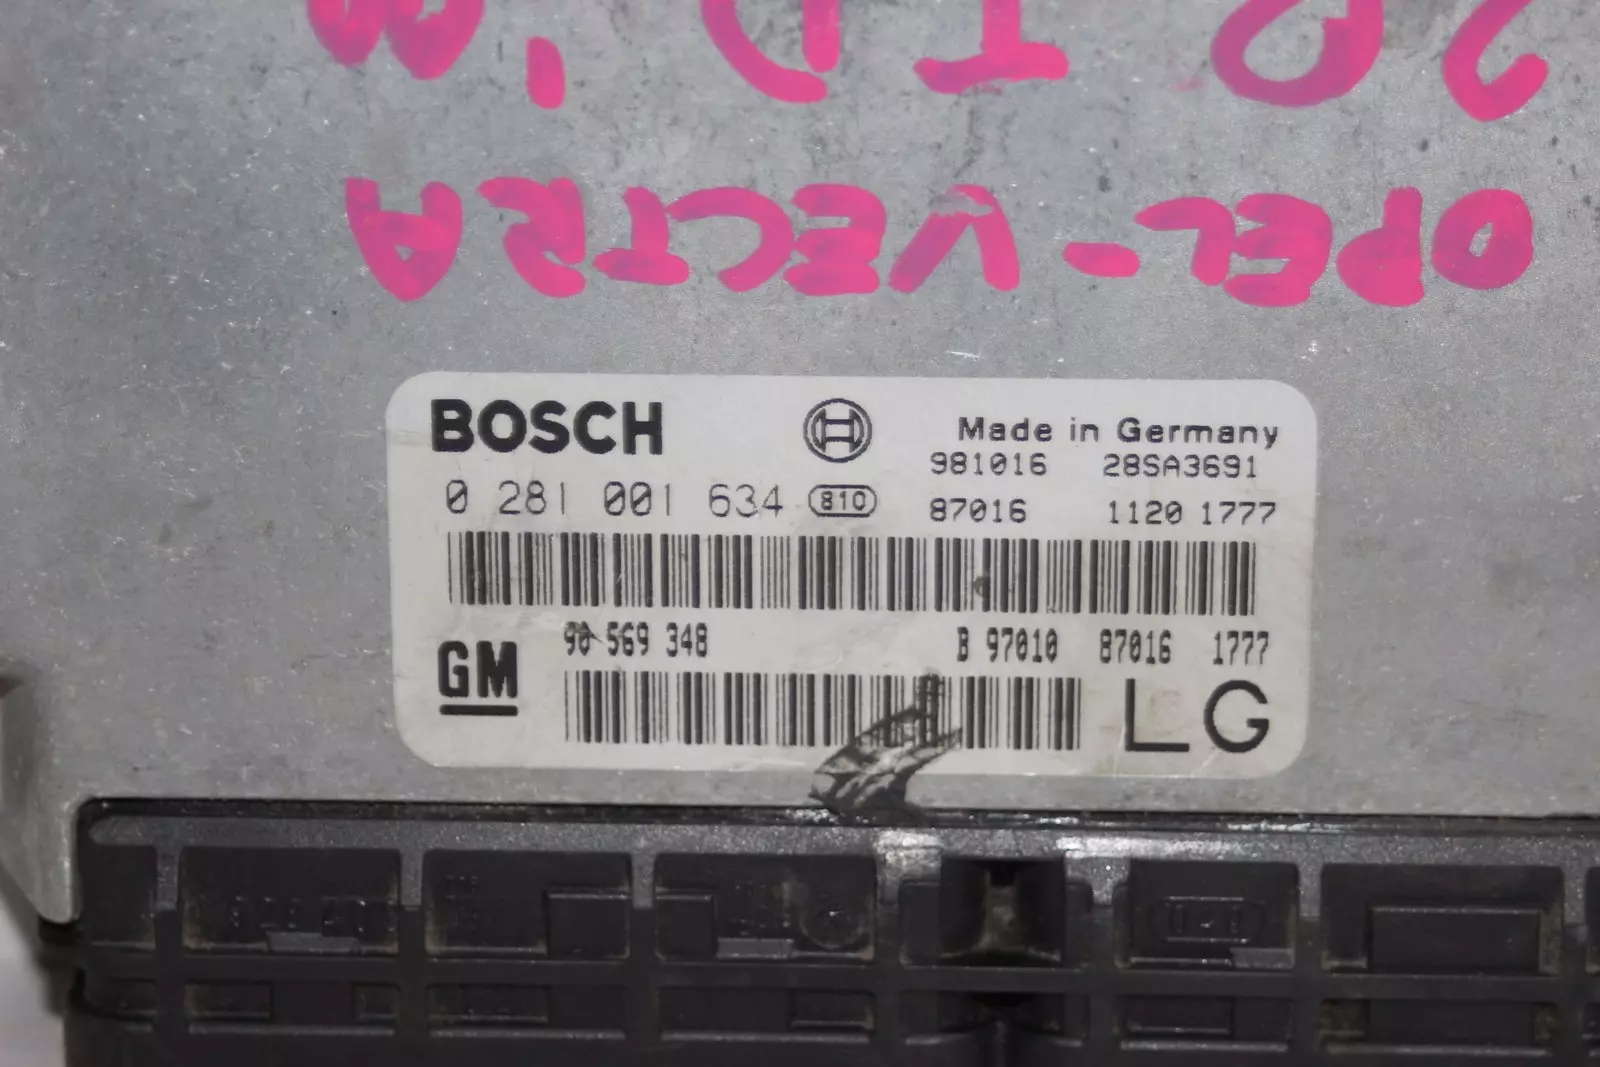 OPEL-VECTRA
BOSCH
Made in Germany
981016 28SA3691
0 281 001 634 810 87016 1120 1777
90 569 348 B 97010 87016 1777
GM
LG